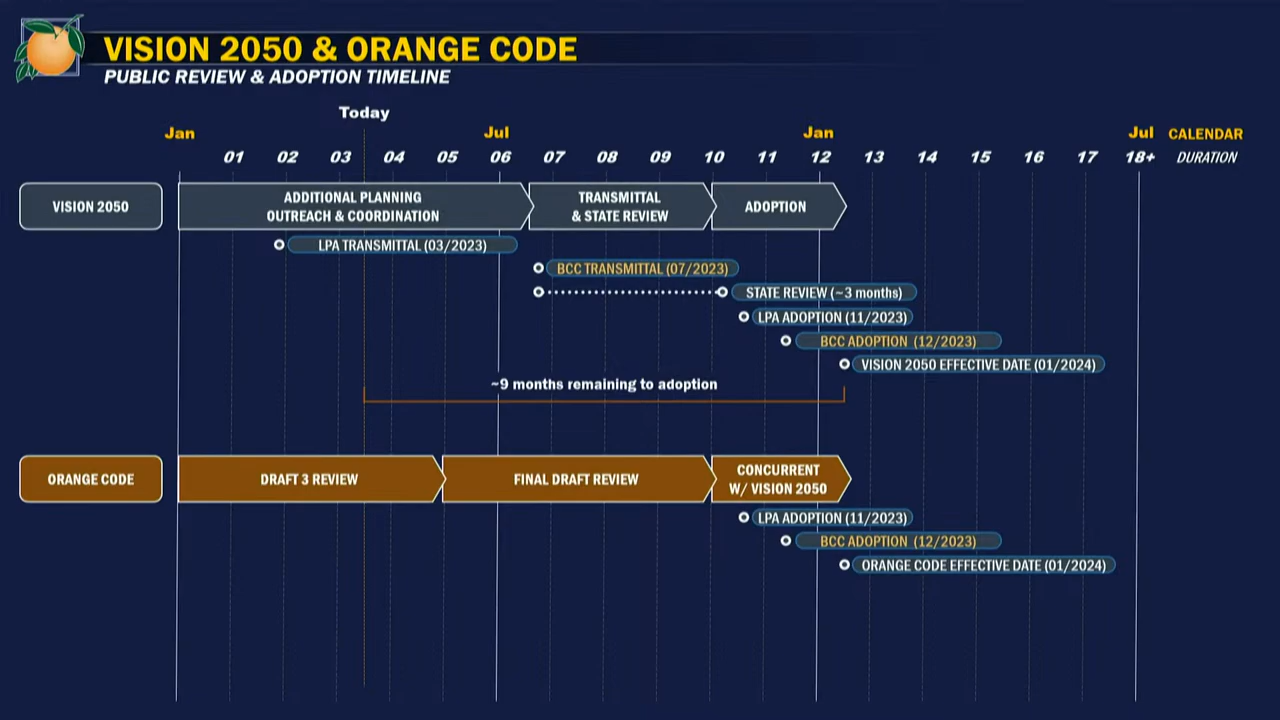 VISION 2050 & ORANGE CODE
PUBLIC REVIEW & ADOPTION TIMELINE
Today
Jan Jul Jan Jul CALENDAR
01 02 03 04 05 06 07 08 09 10 11 12 13 14 15 16 17 18+ DURATION
VISION 2050
ADDITIONAL PLANNING
OUTREACH & COORDINATION
TRANSMITTAL
& STATE REVIEW
ADOPTION
LPA TRANSMITTAL (03/2023)
BCC TRANSMITTAL (07/2023)
STATE REVIEW (~3 months)
LPA ADOPTION (11/2023)
BCC ADOPTION (12/2023)
VISION 2050 EFFECTIVE DATE (01/2024)
~9 months remaining to adoption
ORANGE CODE
DRAFT 3 REVIEW
FINAL DRAFT REVIEW
CONCURRENT
W/ VISION 2050
LPA ADOPTION (11/2023)
BCC ADOPTION (12/2023)
ORANGE CODE EFFECTIVE DATE (01/2024)